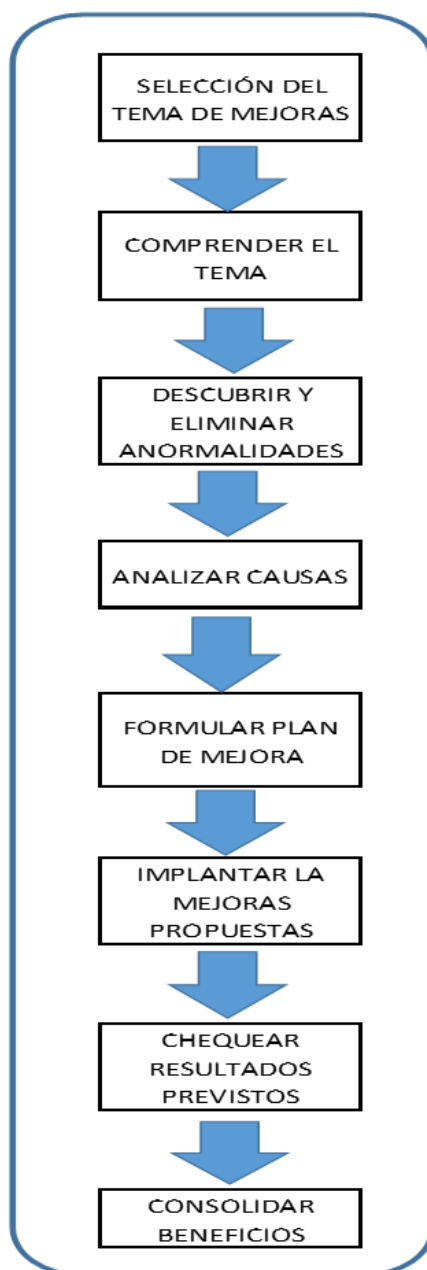 SELECCIÓN DEL
TEMA DE MEJORAS
COMPRENDER EL
TEMA
DESCUBRIR Y
ELIMINAR
ANORMALIDADES
ANALIZAR CAUSAS
FORMULAR PLAN
DE MEJORA
IMPLANTAR LA
MEJORAS
PROPUESTAS
CHEQUEAR
RESULTADOS
PREVISTOS
CONSOLIDAR
BENEFICIOS